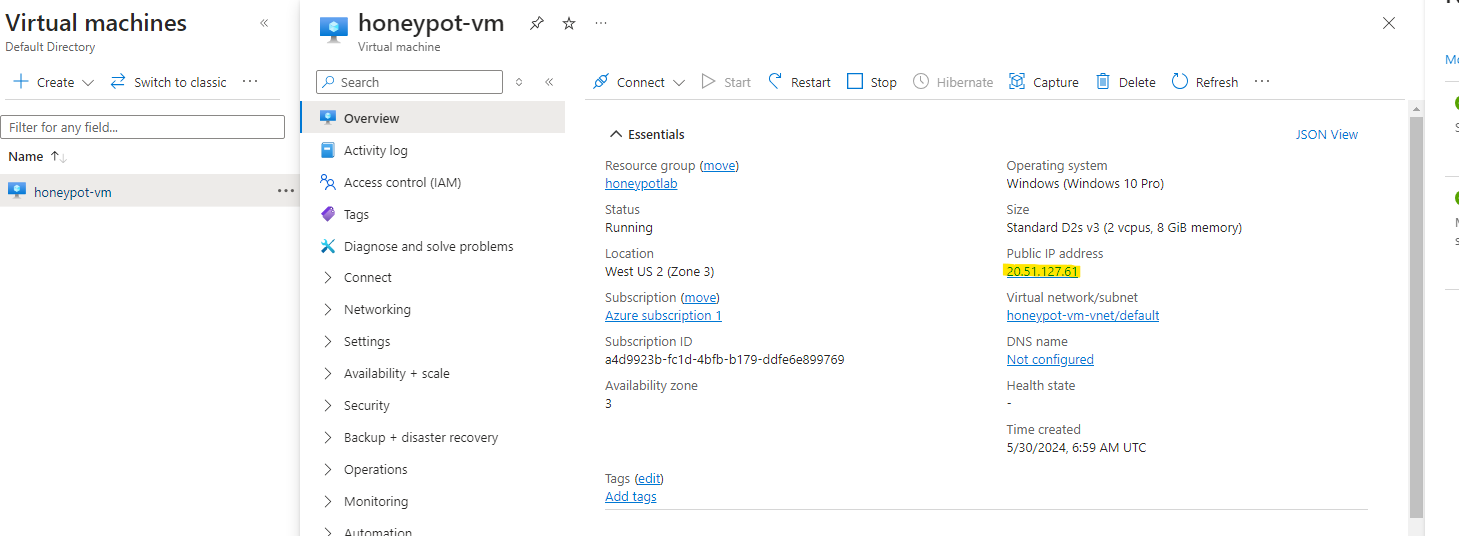 Virtual machines
Default Directory
Create
Switch to classic
Filter for any field...
Name
honeypot-vm
honeypot-vm
Virtual machine
Search
Overview
Activity log
Access control (IAM)
Tags
Diagnose and solve problems
Connect
Networking
Settings
Availability + scale
Security
Backup + disaster recovery
Operations
Monitoring
Automation
Connect Start Restart Stop Hibernate Capture Delete Refresh
Essentials
JSON View
Resource group (move)
honeypotlab
Status
Running
Location
West US 2 (Zone 3)
Subscription (move)
Azure subscription 1
Subscription ID
a4d9923b-fc1d-4bfb-b179-ddfe6e899769
Availability zone
3
Operating system
Windows (Windows 10 Pro)
Size
Standard D2s v3 (2 vcpus, 8 GiB memory)
Public IP address
20.51.127.61
Virtual network/subnet
honeypot-vm-vnet/default
DNS name
Not configured
Health state
-
Time created
5/30/2024, 6:59 AM UTC
Tags (edit)
Add tags